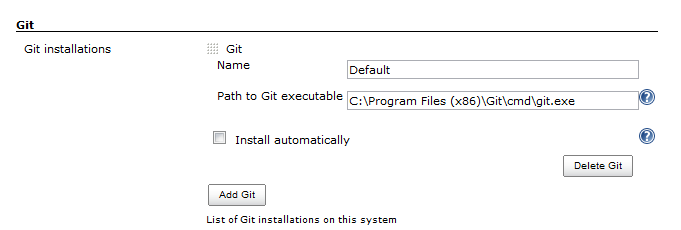 Git
Git installations
Git
Name
Default
Path to Git executable
C:\Program Files (x86)\Git\cmd\git.exe
?
Install automatically
?
Delete Git
Add Git
List of Git installations on this system